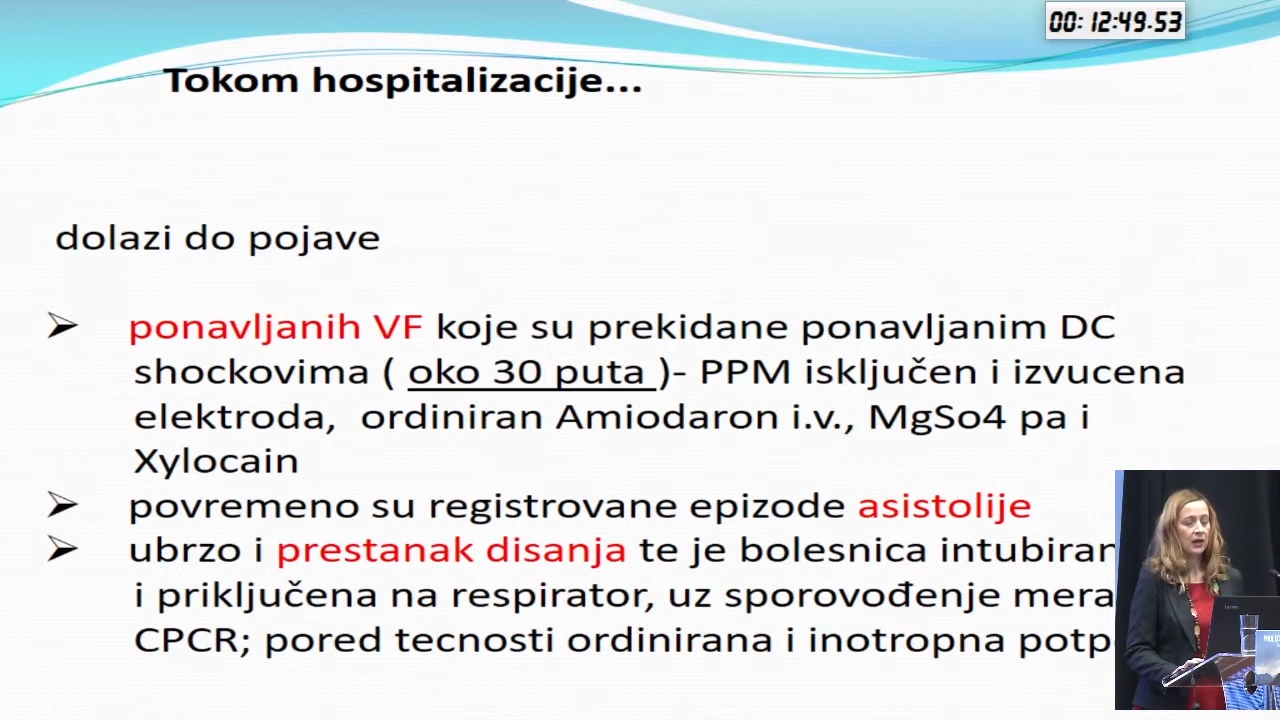 00: 12:49.53
Tokom hospitalizacije...
dolazi do pojave
➢ ponavljanih VF koje su prekidane ponavljanim DC
shockovima ( oko 30 puta )- PPM isključen i izvucena
elektroda, ordiniran Amiodaron i.v., MgSo4 pa i
Xylocain
➢ povremeno su registrovane epizode asistolije
➢ ubrzo i prestanak disanja te je bolesnica
i priključena na respirator, uz sporovođenje mera
CPCR; pored tecnosti ordinirana i inotropna